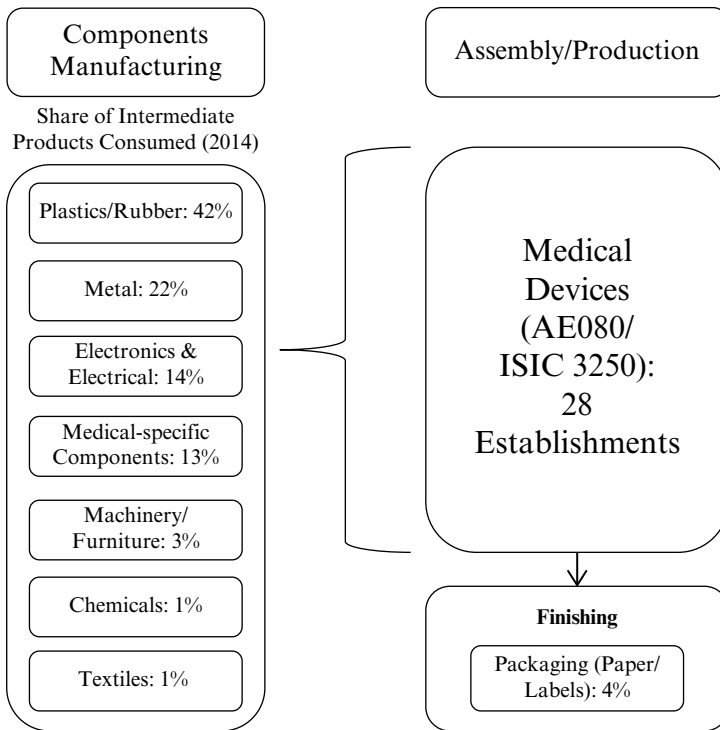 Components
Manufacturing
Share of Intermediate
Products Consumed (2014)
Plastics/Rubber: 42%
Metal: 22%
Electronics &
Electrical: 14%
Medical-specific
Components: 13%
Machinery/
Furniture: 3%
Chemicals: 1%
Textiles: 1%
Assembly/Production
Medical
Devices
(AE080/
ISIC 3250):
28
Establishments
Finishing
Packaging (Paper/
Labels): 4%